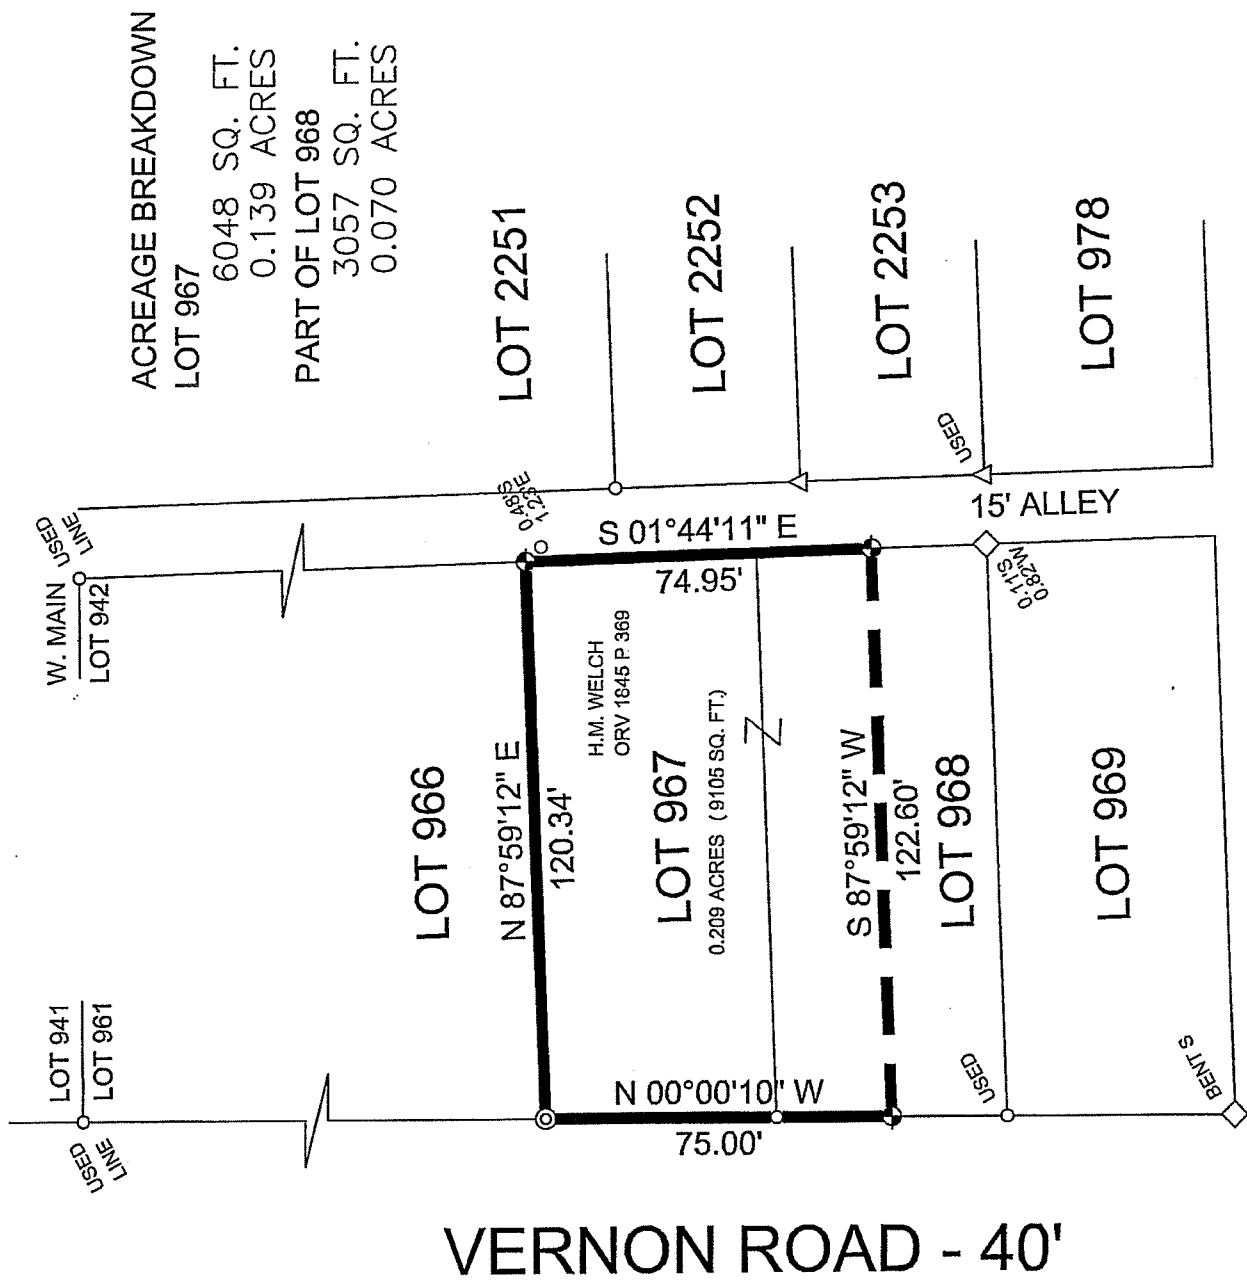 ACREAGE BREAKDOWN
LOT 967
6048 SQ. FT.
0.139 ACRES
PART OF LOT 968
3057 SQ. FT.
0.070 ACRES
LOT 2251
LOT 2252
LOT 2253
LOT 978
W. MAIN
LOT 942
USED
LINE
0.48'S
1.23'E
S 01°44'11" E
74.95'
USED
15' ALLEY
0.11'S
0.82'W
LOT 966
N 87°59'12" E
120.34'
H.M. WELCH
ORV 1845 P 369
LOT 967
0.209 ACRES ( 9105 SQ. FT.)
S 87°59'12" W
122.60'
LOT 968
LOT 969
LOT 941
LOT 961
USED
LINE
N 00°00'10" W
75.00'
USED
BENT S
VERNON ROAD - 40'